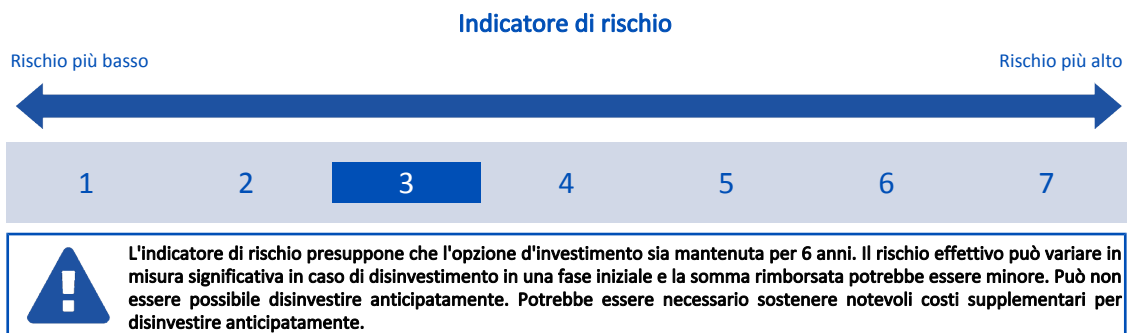 Indicatore di rischio
Rischio più basso
Rischio più alto
1 2 3 4 5 6 7
L'indicatore di rischio presuppone che l'opzione d'investimento sia mantenuta per 6 anni. Il rischio effettivo può variare in
misura significativa in caso di disinvestimento in una fase iniziale e la somma rimborsata potrebbe essere minore. Può non
essere possibile disinvestire anticipatamente. Potrebbe essere necessario sostenere notevoli costi supplementari per
disinvestire anticipatamente.